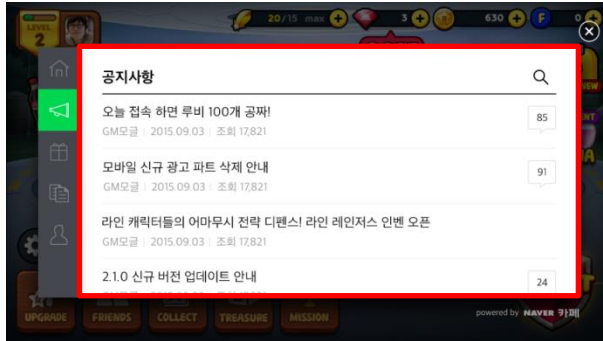 LEVEL
2
20/15 max
3
630
F
0
공지사항
오늘 접속 하면 루비 100개 공짜!
GM모글 | 2015.09.03 | 조회 17,821
85
모바일 신규 광고 파트 삭제 안내
GM모글 | 2015.09.03 | 조회 17,821
91
라인 캐릭터들의 어마무시 전략 디펜스! 라인 레인저스 인벤 오픈
GM모글 | 2015.09.03 | 조회 17,821
2.1.0 신규 버전 업데이트 안내
24
UPGRADE
FRIENDS
COLLECT
TREASURE
MISSION
powered by NAVER 카페